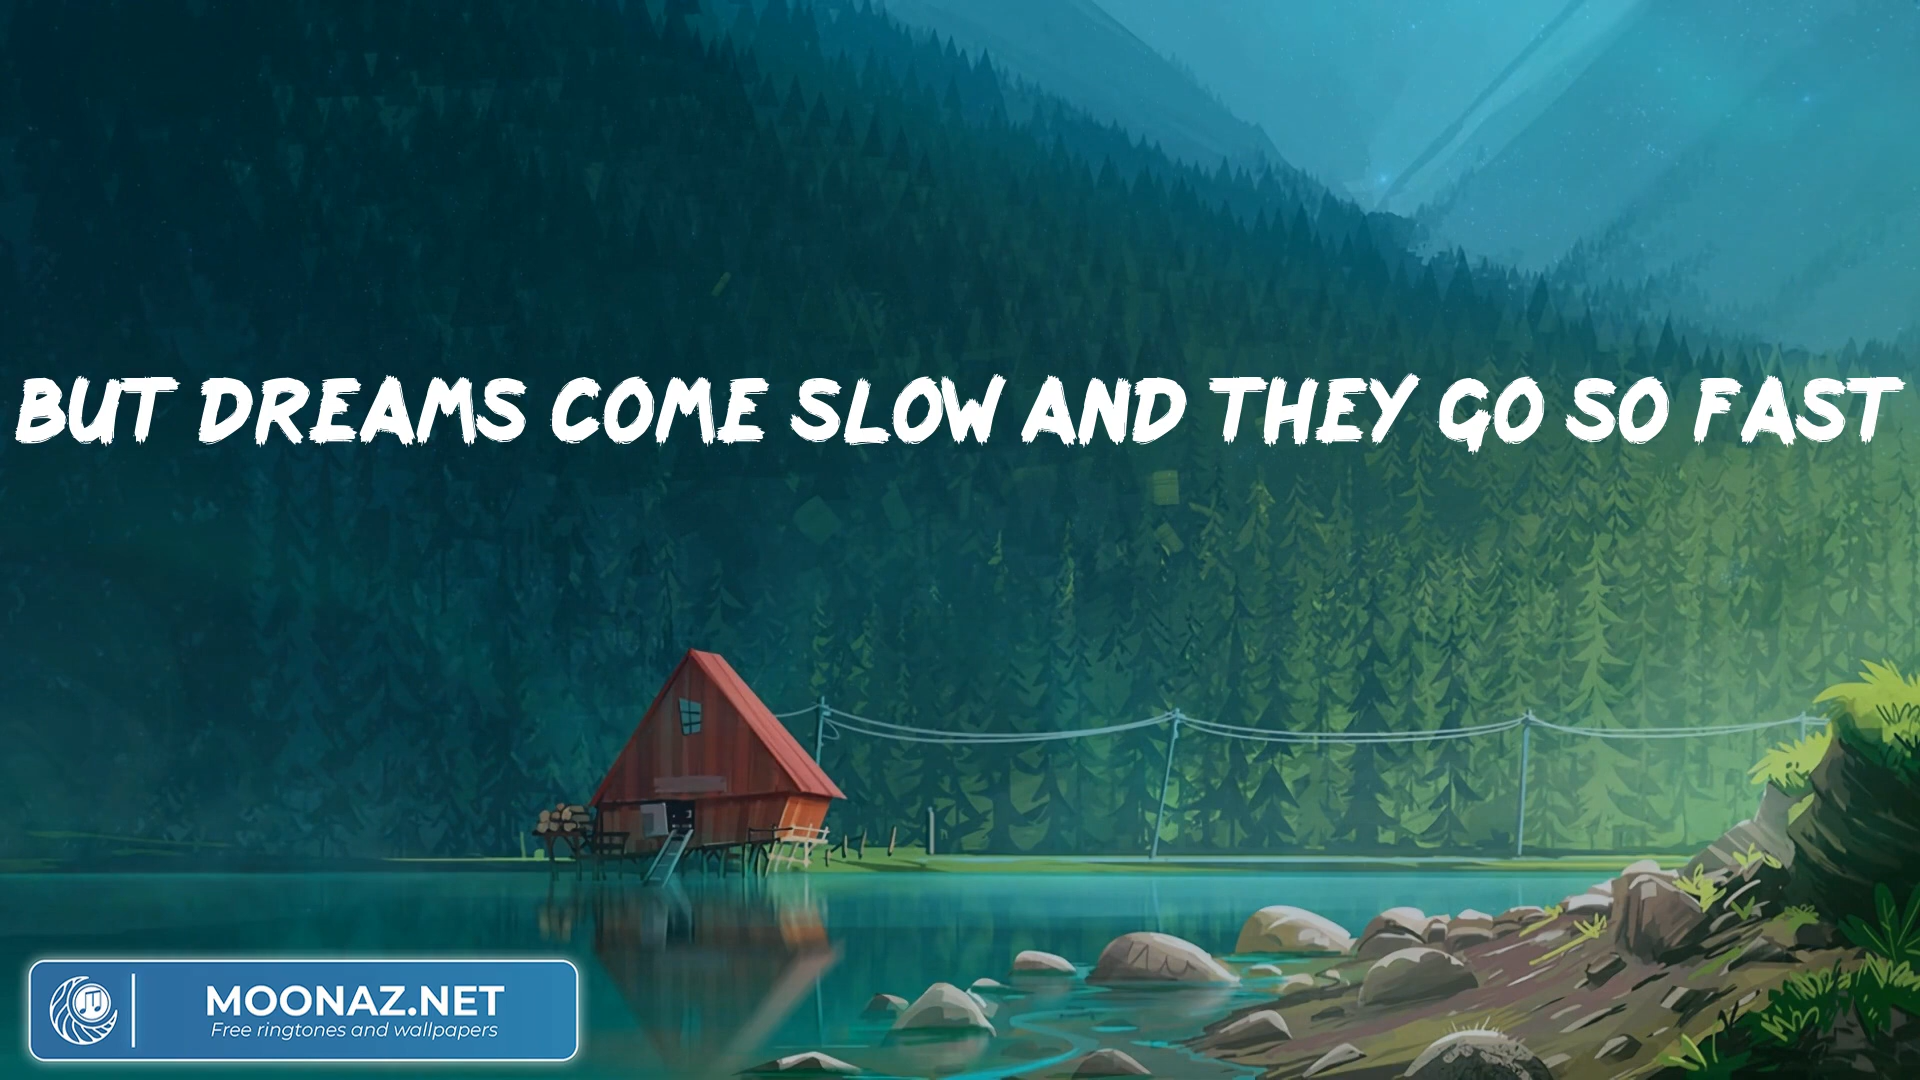 BUT DREAMS COME SLOW AND THEY GO SO FAST
MOONAZ.NET
Free ringtones and wallpapers